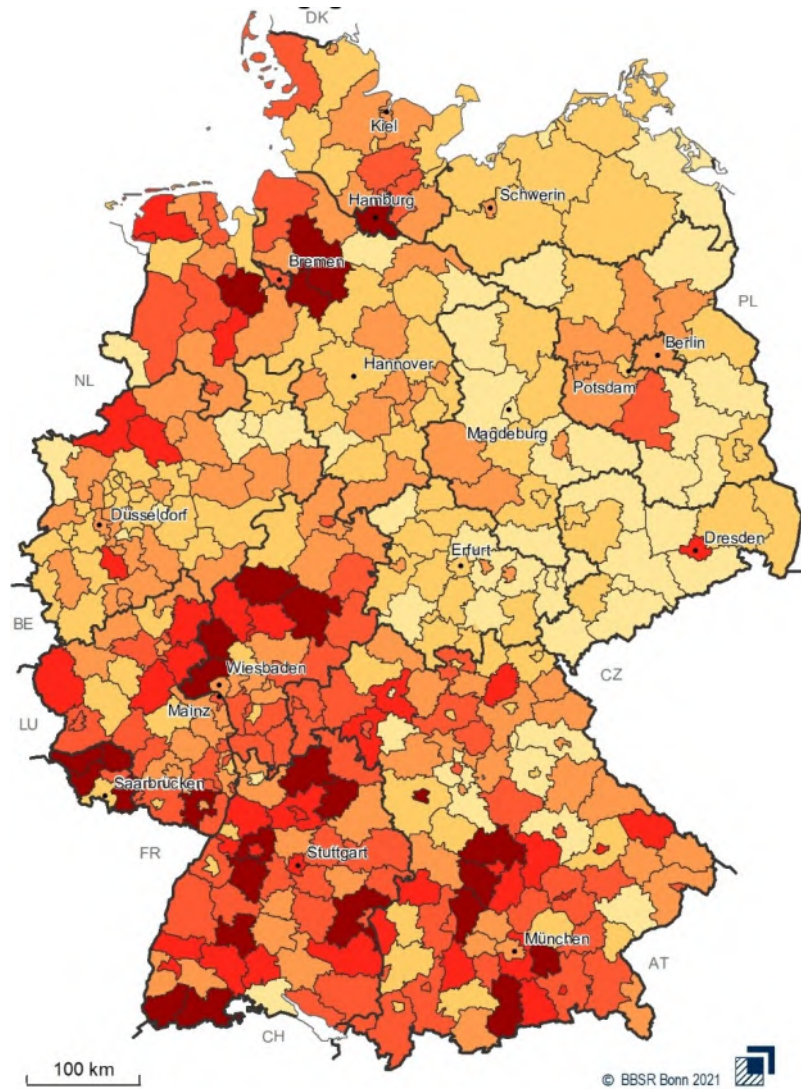 DK
Kiel
Hamburg
Schwerin
Bremen
PL
Berlin
Hannover
Potsdam
NL
Magdeburg
Düsseldorf
Dresden
Erfurt
BE
CZ
Wiesbaden
LU
Mainz
Saarbrücken
FR
Stuttgart
München
AT
CH
100 km
© BBSR Bonn 2021